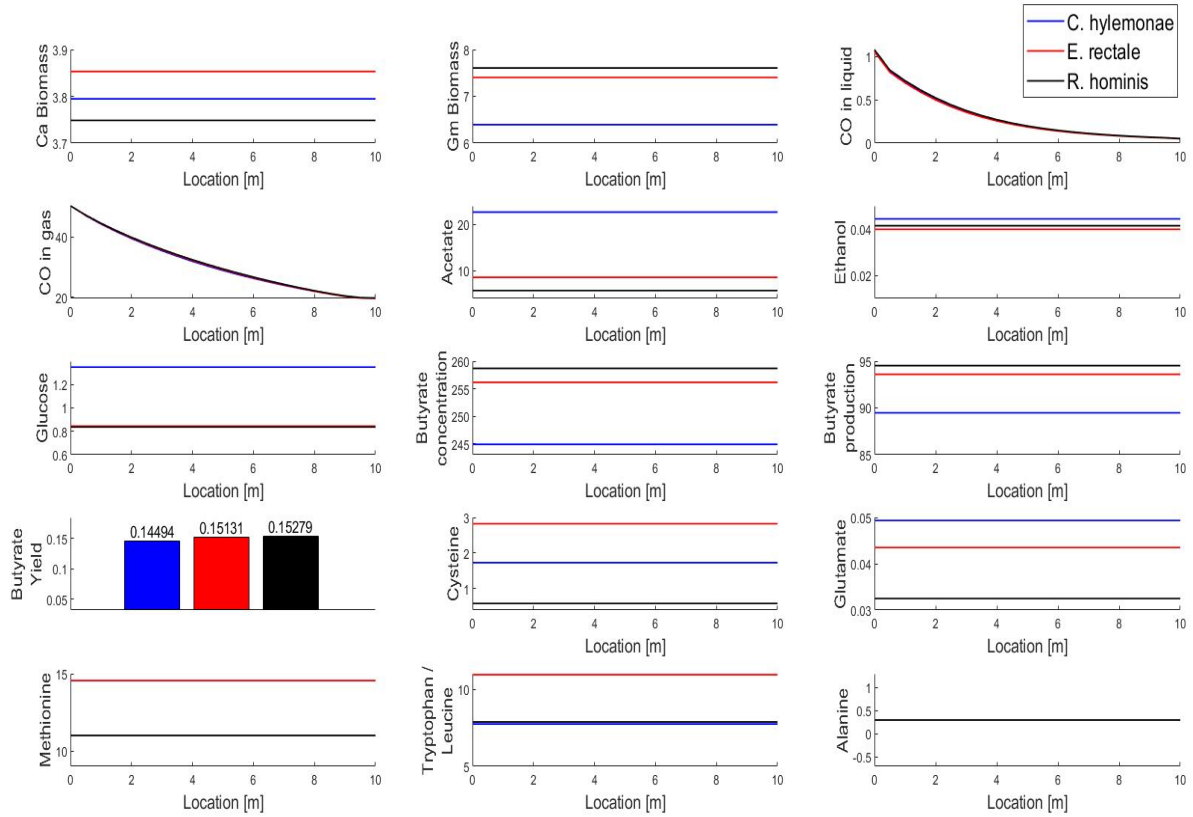 C. hylemonae
E. rectale
R. hominis
3.9
3.8
3.7
Ca Biomass
0 2 4 6 8 10
Location [m]
8
7
6
Gm Biomass
0 2 4 6 8 10
Location [m]
1
0.5
0
CO in liquid
0 2 4 6 8 10
Location [m]
40
20
CO in gas
0 2 4 6 8 10
Location [m]
20
10
Acetate
0 2 4 6 8 10
Location [m]
0.04
0.02
Ethanol
0 2 4 6 8 10
Location [m]
1.2
1
0.8
0.6
Glucose
0 2 4 6 8 10
Location [m]
260
255
250
245
Butyrate
concentration
0 2 4 6 8 10
Location [m]
95
90
85
Butyrate
production
0 2 4 6 8 10
Location [m]
0.15
0.1
0.05
Butyrate
Yield
0.14494 0.15131 0.15279
3
2
1
Cysteine
0 2 4 6 8 10
Location [m]
0.05
0.04
0.03
Glutamate
0 2 4 6 8 10
Location [m]
15
10
Methionine
0 2 4 6 8 10
Location [m]
10
5
Tryptophan /
Leucine
0 2 4 6 8 10
Location [m]
1
0.5
0
-0.5
Alanine
0 2 4 6 8 10
Location [m]